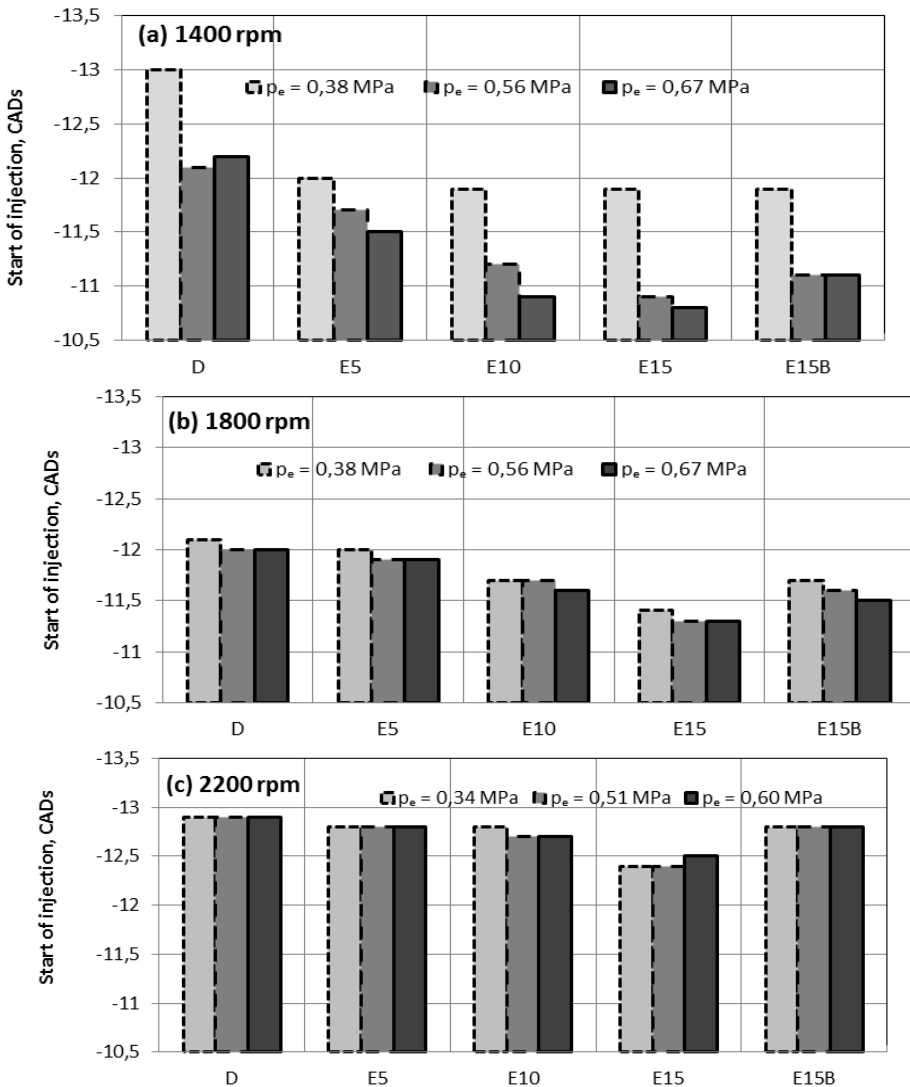 (a) 1400 rpm
pₑ = 0,38 MPa pₑ = 0,56 MPa pₑ = 0,67 MPa
Start of injection, CADs
-13,5
-13
-12,5
-12
-11,5
-11
-10,5
D E5 E10 E15 E15B
(b) 1800 rpm
pₑ = 0,38 MPa pₑ = 0,56 MPa pₑ = 0,67 MPa
Start of injection, CADs
-13,5
-13
-12,5
-12
-11,5
-11
-10,5
D E5 E10 E15 E15B
(c) 2200 rpm
pₑ = 0,34 MPa pₑ = 0,51 MPa pₑ = 0,60 MPa
Start of injection, CADs
-13,5
-13
-12,5
-12
-11,5
-11
-10,5
D E5 E10 E15 E15B